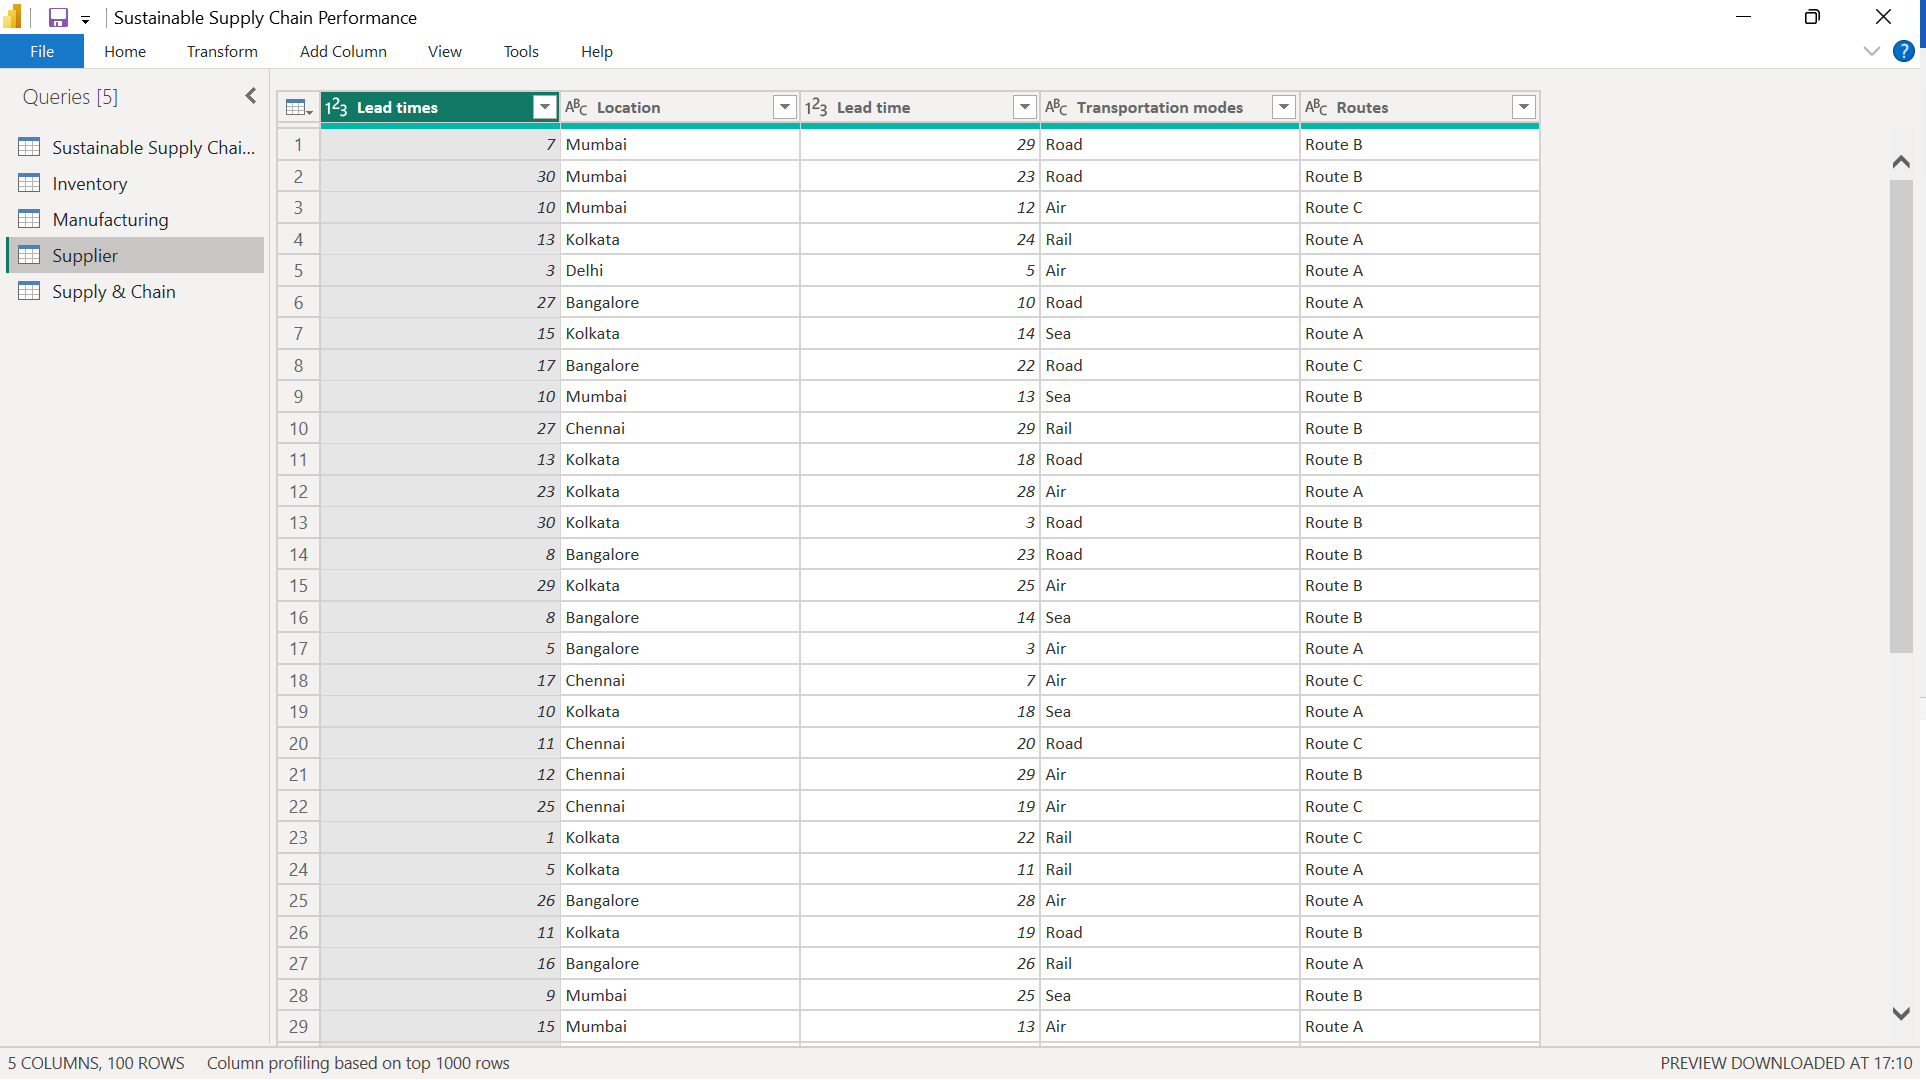 Sustainable Supply Chain Performance
File Home Transform Add Column View Tools Help ?
Queries [5]
Sustainable Supply Chai...
Inventory
Manufacturing
Supplier
Supply & Chain
123 Lead times ABC Location 123 Lead time ABC Transportation modes ABC Routes
1 7 Mumbai 29 Road Route B
2 30 Mumbai 23 Road Route B
3 10 Mumbai 12 Air Route C
4 13 Kolkata 24 Rail Route A
5 3 Delhi 5 Air Route A
6 27 Bangalore 10 Road Route A
7 15 Kolkata 14 Sea Route A
8 17 Bangalore 22 Road Route C
9 10 Mumbai 13 Sea Route B
10 27 Chennai 29 Rail Route B
11 13 Kolkata 18 Road Route B
12 23 Kolkata 28 Air Route A
13 30 Kolkata 3 Road Route B
14 8 Bangalore 23 Road Route B
15 29 Kolkata 25 Air Route B
16 8 Bangalore 14 Sea Route B
17 5 Bangalore 3 Air Route A
18 17 Chennai 7 Air Route C
19 10 Kolkata 18 Sea Route A
20 11 Chennai 20 Road Route C
21 12 Chennai 29 Air Route B
22 25 Chennai 19 Air Route C
23 1 Kolkata 22 Rail Route C
24 5 Kolkata 11 Rail Route A
25 26 Bangalore 28 Air Route A
26 11 Kolkata 19 Road Route B
27 16 Bangalore 26 Rail Route A
28 9 Mumbai 25 Sea Route B
29 15 Mumbai 13 Air Route A
5 COLUMNS, 100 ROWS Column profiling based on top 1000 rows PREVIEW DOWNLOADED AT 17:10